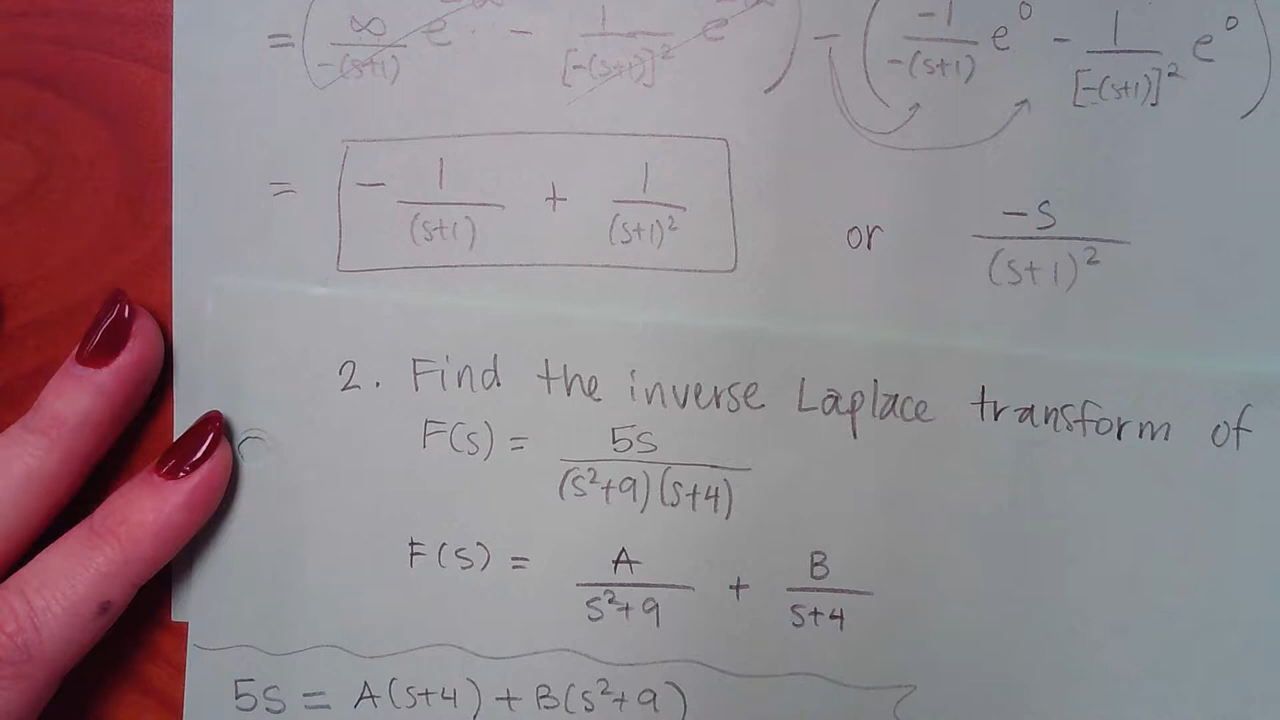 = (∞/-(s+1) e - 1/[-(s+1)]² e ) - (-1/-(s+1) e⁰ - 1/[-(s+1)]² e⁰)
= - 1/(s+1) + 1/(s+1)² or -s/(s+1)²
2. Find the inverse Laplace transform of
F(s) = 5s/(s²+9)(s+4)
F(s) = A/s²+9 + B/s+4
5s = A(s+4) + B(s²+9)